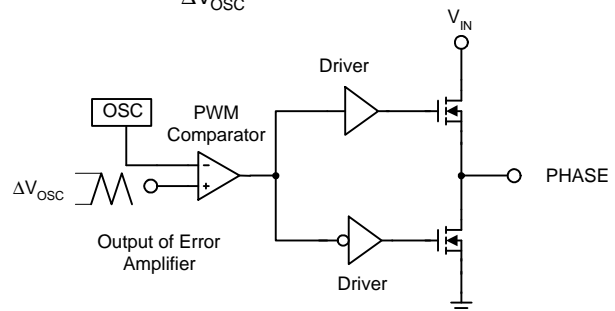 ΔV_OSC
V_IN
Driver
OSC
PWM
Comparator
−
+
ΔV_OSC
PHASE
Output of Error
Amplifier
Driver